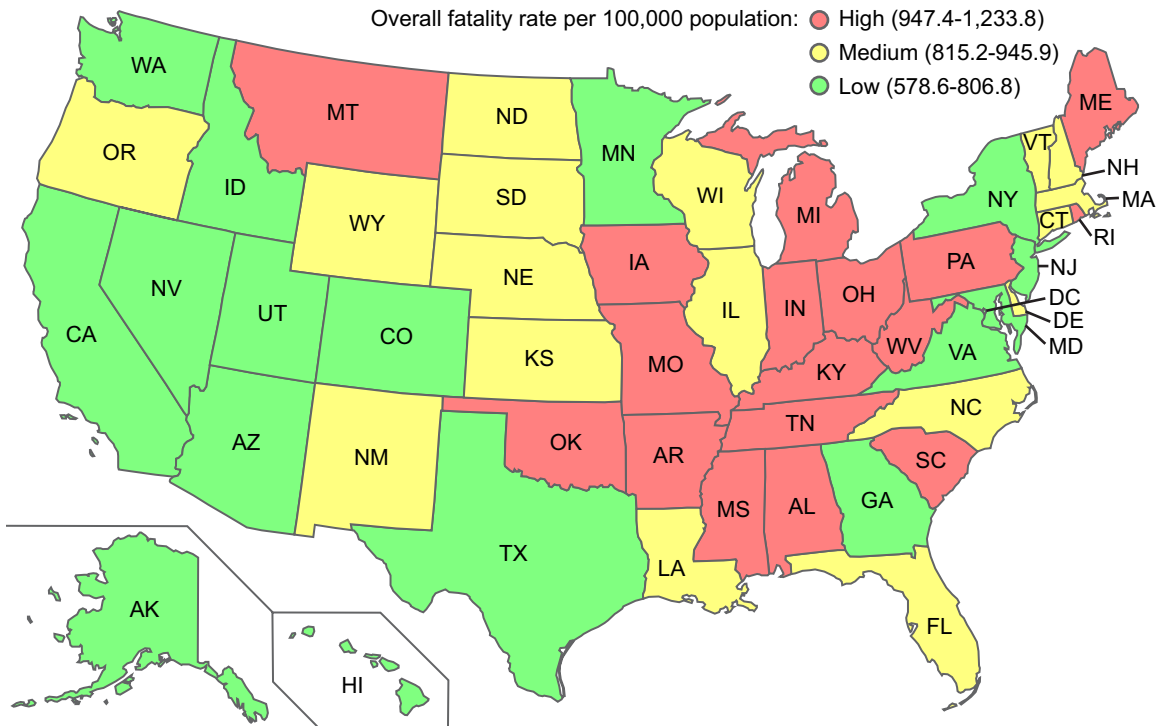 Overall fatality rate per 100,000 population:
High (947.4-1,233.8)
Medium (815.2-945.9)
Low (578.6-806.8)
WA
MT
ND
MN
ME
OR
ID
SD
WI
VT
NH
WY
MI
NY
MA
CT
RI
NE
IA
PA
NJ
NV
UT
CO
IL
IN
OH
DC
DE
MD
CA
KS
MO
WV
VA
KY
NC
AZ
NM
OK
AR
TN
SC
MS
AL
GA
TX
LA
AK
FL
HI